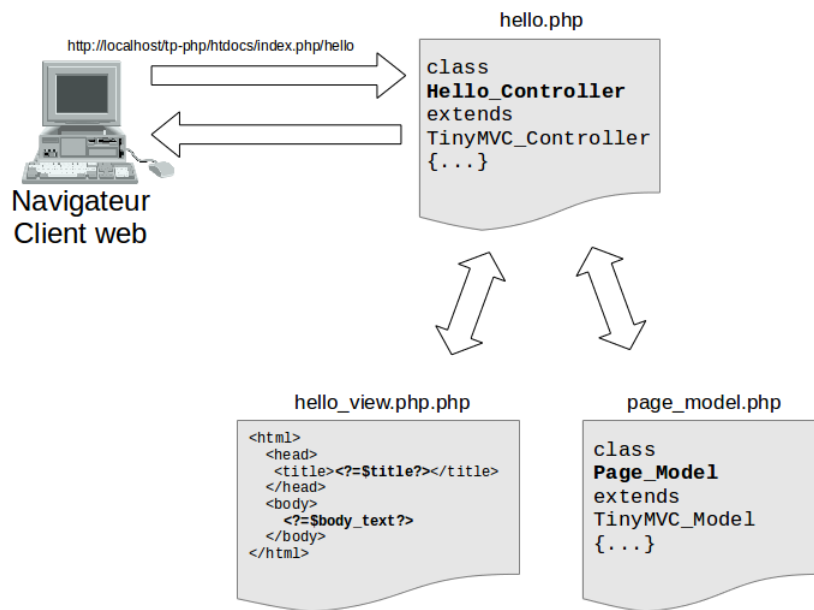 hello.php
http://localhost/tp-php/htdocs/index.php/hello
class
Hello_Controller
extends
TinyMVC_Controller
{...}
Navigateur
Client web
hello_view.php.php
<html>
<head>
<title><?=$title?></title>
</head>
<body>
<?=$body_text?>
</body>
</html>
page_model.php
class
Page_Model
extends
TinyMVC_Model
{...}